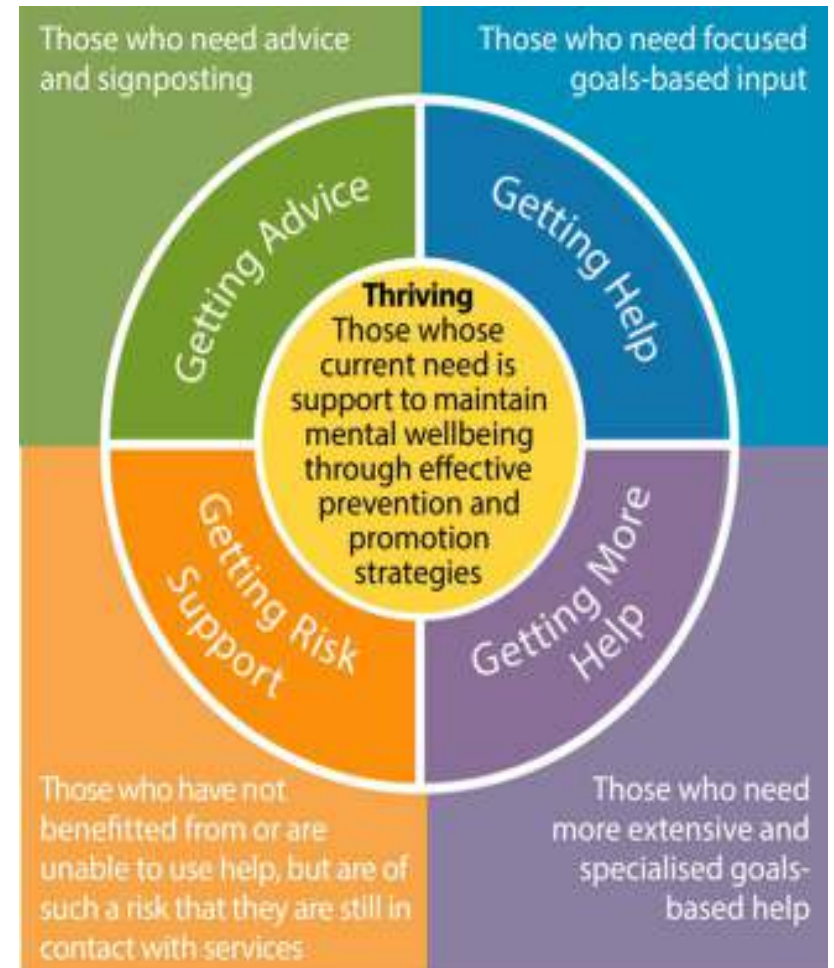 Those who need advice
and signposting
Those who need focused
goals-based input
Getting Advice
Getting Help
Thriving
Those whose
current need is
support to maintain
mental wellbeing
through effective
prevention and
promotion
strategies
Getting Risk
Support
Getting More
Help
Those who have not
benefitted from or are
unable to use help, but are of
such a risk that they are still in
contact with services
Those who need
more extensive and
specialised goals-
based help